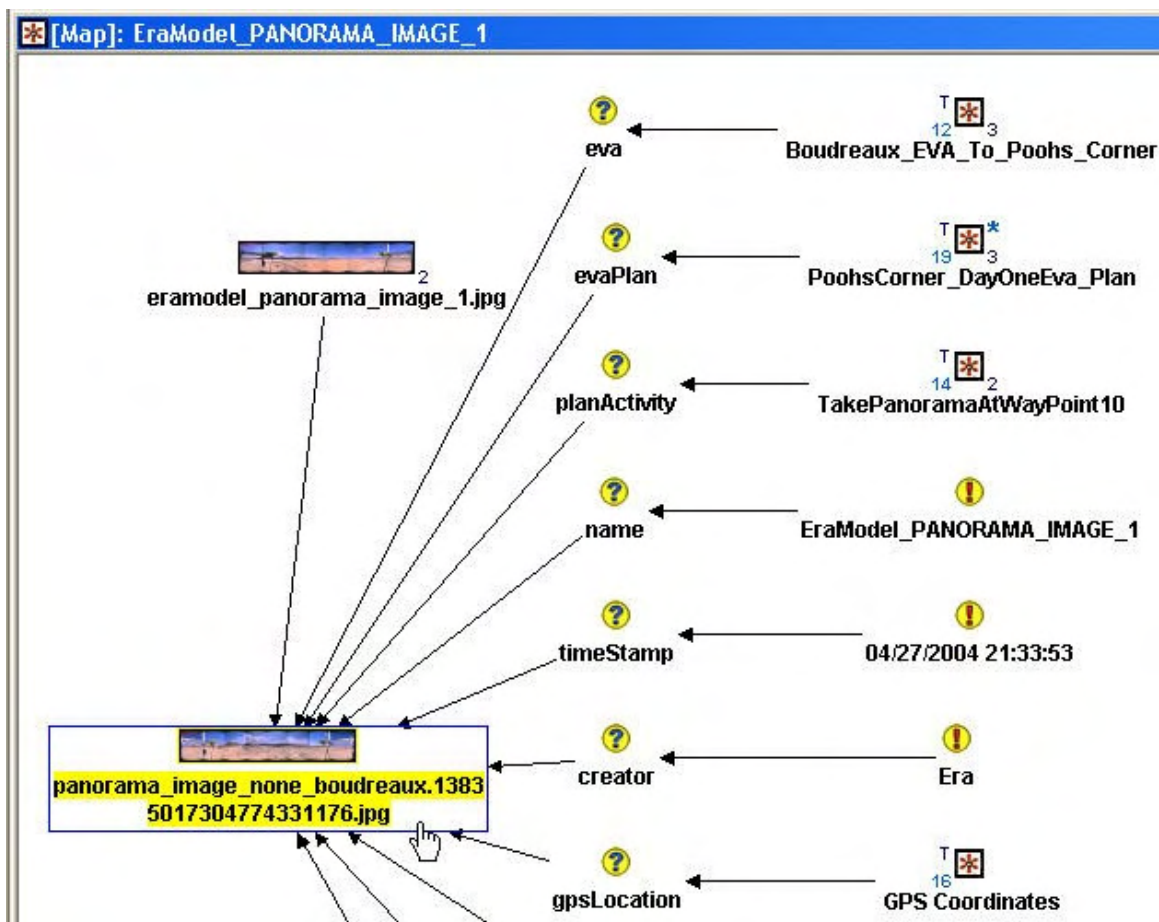 [Map]: EraModel_PANORAMA_IMAGE_1
?
eva
T
12
3
Boudreaux_EVA_To_Poohs_Corner
2
eramodel_panorama_image_1.jpg
?
evaPlan
T
*
19
3
PoohsCorner_DayOneEva_Plan
?
planActivity
T
14
2
TakePanoramaAtWayPoint10
?
name
!
EraModel_PANORAMA_IMAGE_1
?
timeStamp
!
04/27/2004 21:33:53
panorama_image_none_boudreaux.1383
5017304774331176.jpg
?
creator
!
Era
?
gpsLocation
T
16
GPS Coordinates